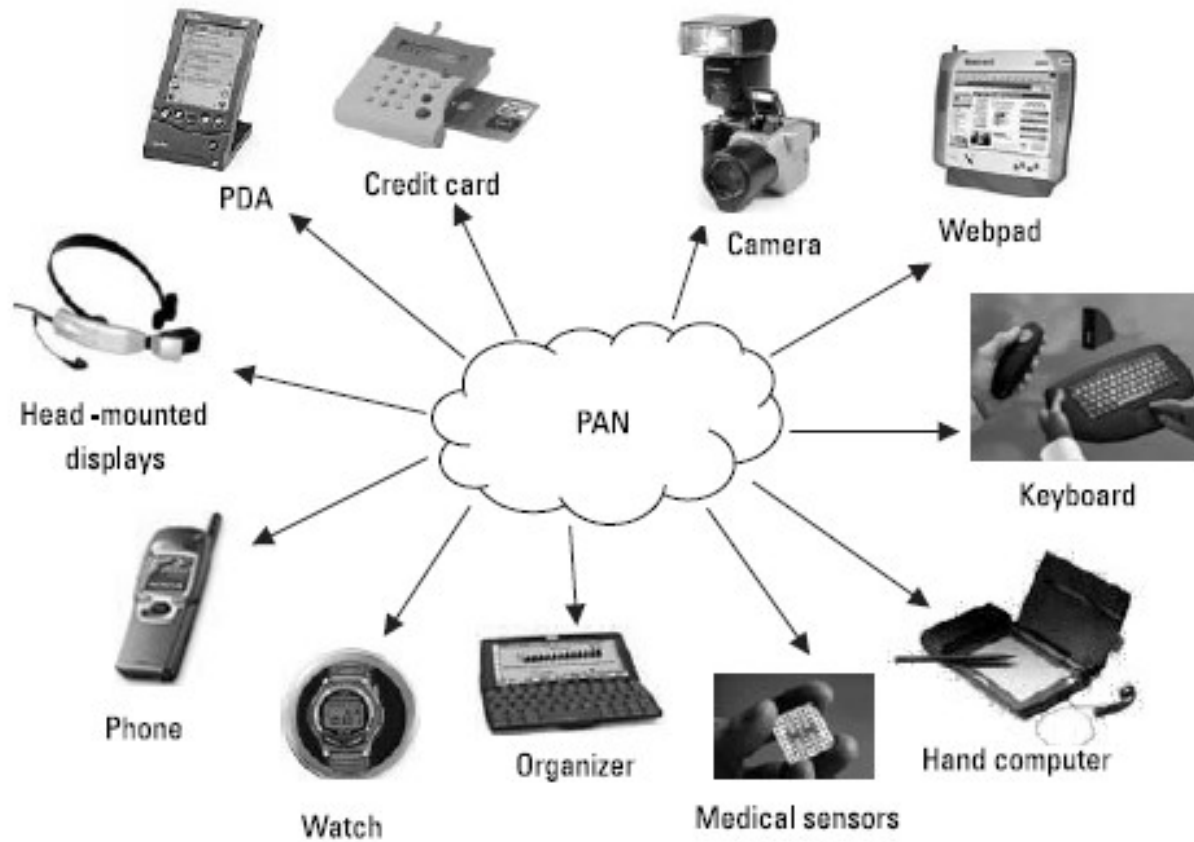 PDA
Credit card
Camera
Webpad
Head -mounted
displays
PAN
Keyboard
Phone
Watch
Organizer
Medical sensors
Hand computer